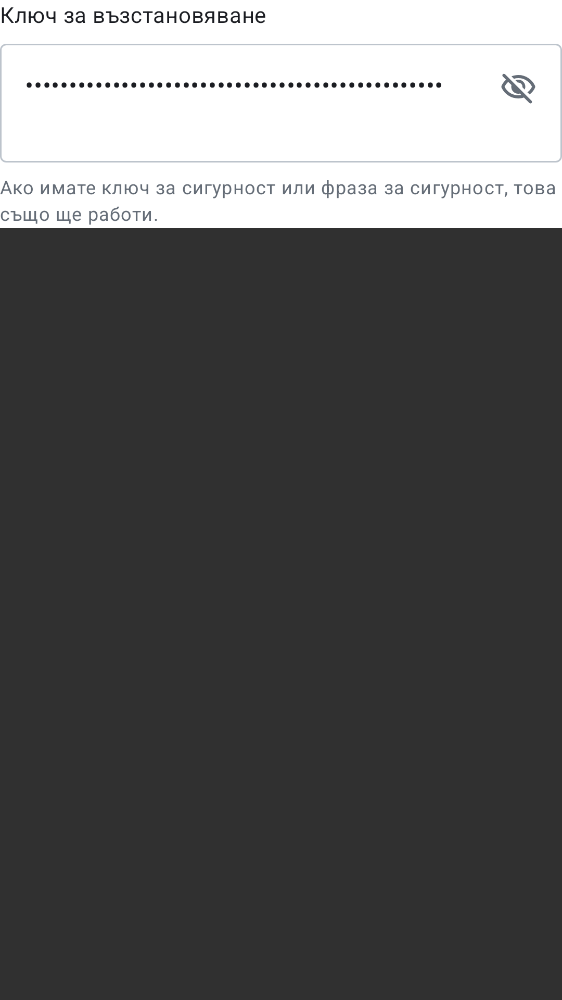 Ключ за възстановяване
••••••••••••••••••••••••••••••••••••••••••••••••
Ако имате ключ за сигурност или фраза за сигурност, това
също ще работи.